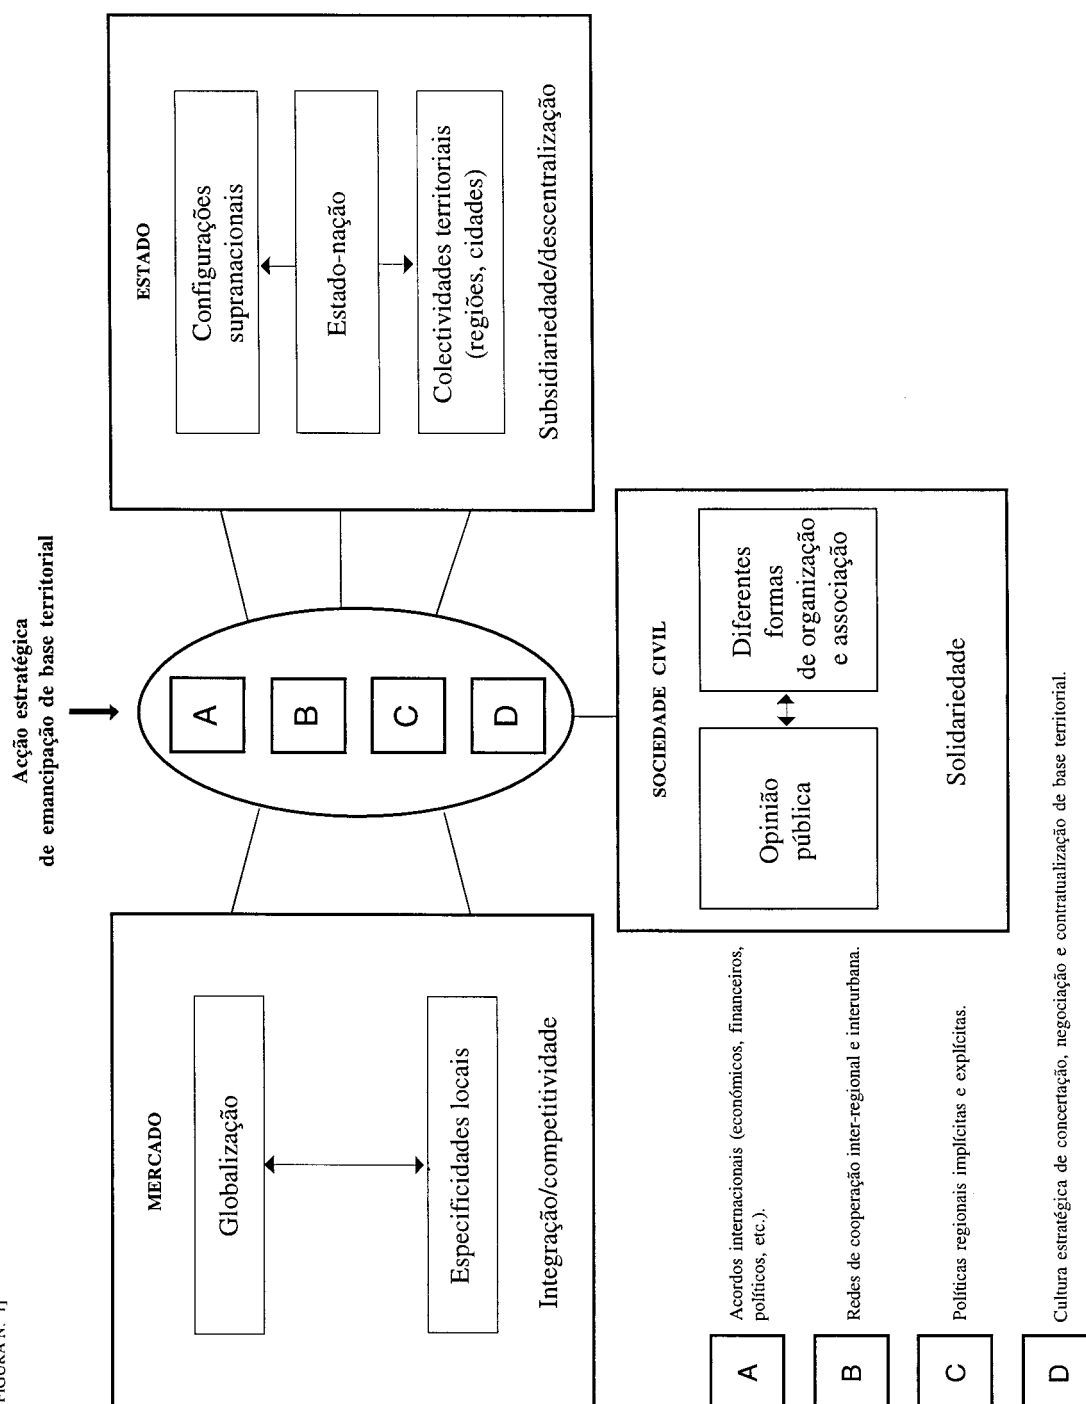 FIGURA N.º 1]
Acção estratégica
de emancipação de base territorial
MERCADO
Globalização
Especificidades locais
Integração/competitividade
A
B
C
D
ESTADO
Configurações
supranacionais
Estado-nação
Colectividades territoriais
(regiões, cidades)
Subsidiariedade/descentralização
SOCIEDADE CIVIL
Opinião
pública
Diferentes
formas
de organização
e associação
Solidariedade
A
Acordos internacionais (económicos, financeiros,
políticos, etc.).
B
Redes de cooperação inter-regional e interurbana.
C
Políticas regionais implícitas e explícitas.
D
Cultura estratégica de concertação, negociação e contratualização de base territorial.